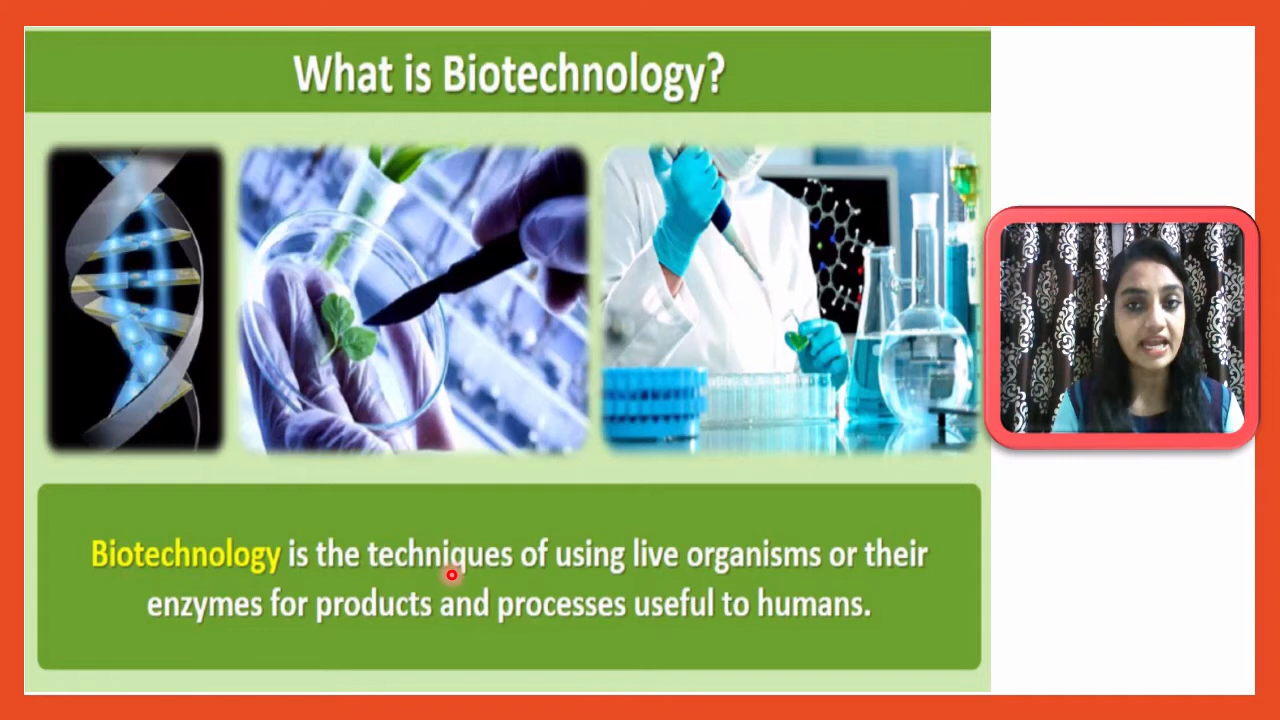 What is Biotechnology?
Biotechnology is the techniques of using live organisms or their
enzymes for products and processes useful to humans.